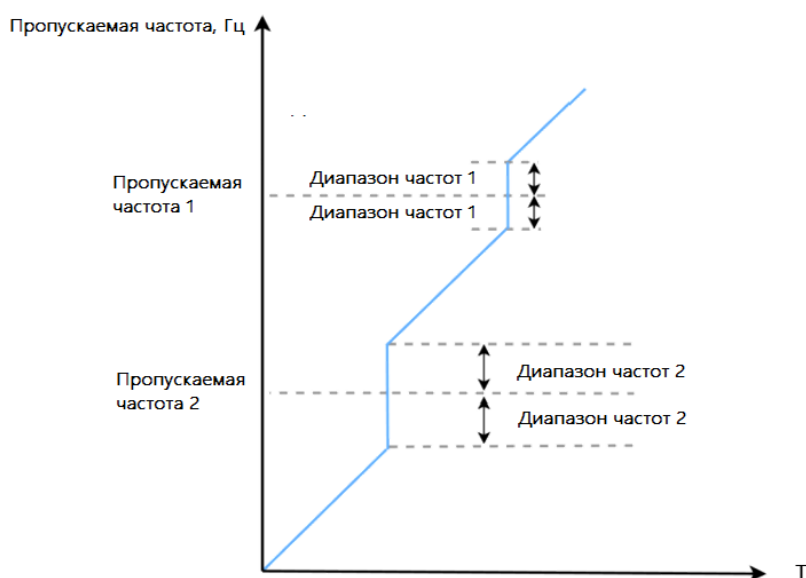 Пропускаемая частота, Гц
Диапазон частот 1
Пропускаемая
частота 1
Диапазон частот 1
Диапазон частот 2
Пропускаемая
частота 2
Диапазон частот 2
T